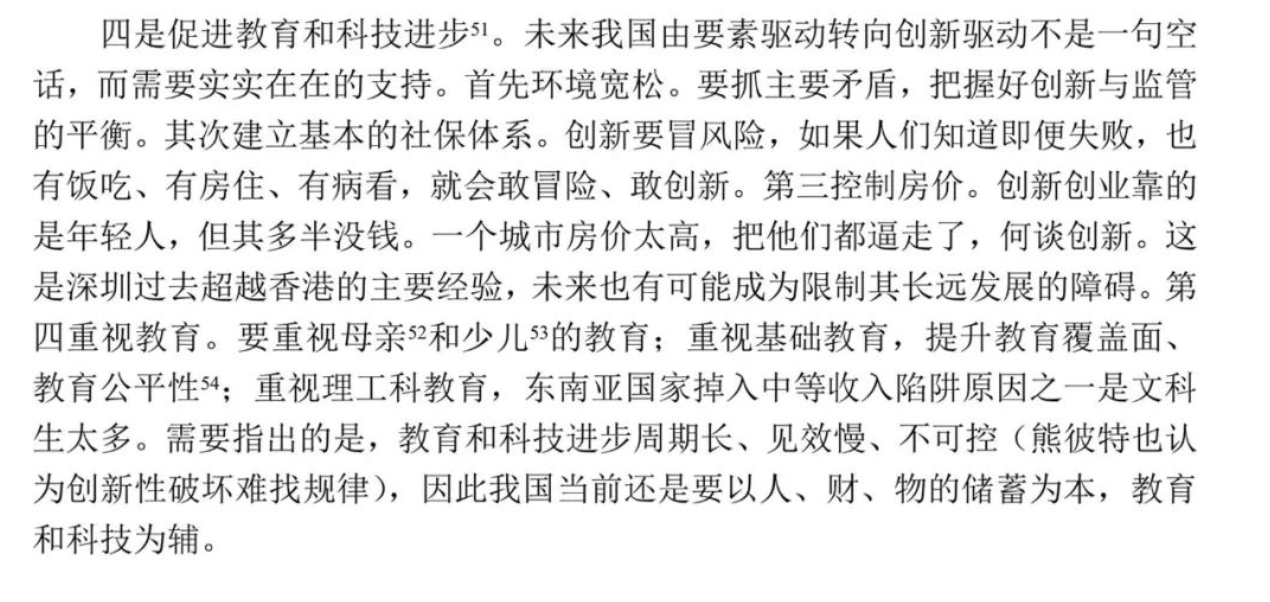 四是促进教育和科技进步51。未来我国由要素驱动转向创新驱动不是一句空
话，而需要实实在在的支持。首先环境宽松。要抓主要矛盾，把握好创新与监管
的平衡。其次建立基本的社保体系。创新要冒风险，如果人们知道即便失败，也
有饭吃、有房住、有病看，就会敢冒险、敢创新。第三控制房价。创新创业靠的
是年轻人，但其多半没钱。一个城市房价太高，把他们都逼走了，何谈创新。这
是深圳过去超越香港的主要经验，未来也有可能成为限制其长远发展的障碍。第
四重视教育。要重视母亲52和少儿53的教育；重视基础教育，提升教育覆盖面、
教育公平性54；重视理工科教育，东南亚国家掉入中等收入陷阱原因之一是文科
生太多。需要指出的是，教育和科技进步周期长、见效慢、不可控（熊彼特也认
为创新性破坏难找规律），因此我国当前还是要以人、财、物的储蓄为本，教育
和科技为辅。